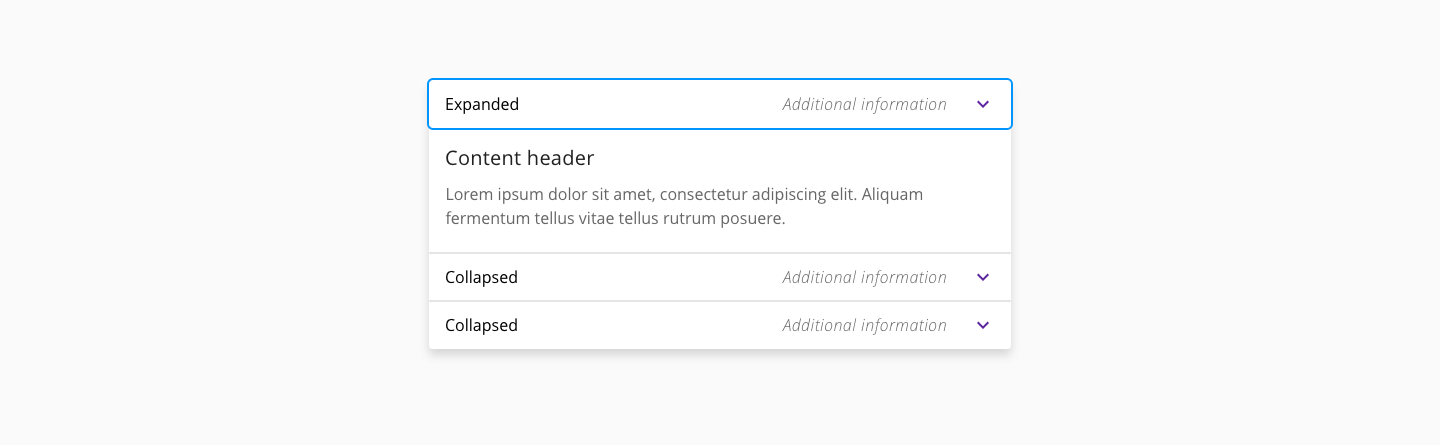 Expanded Additional information
Content header
Lorem ipsum dolor sit amet, consectetur adipiscing elit. Aliquam
fermentum tellus vitae tellus rutrum posuere.
Collapsed Additional information
Collapsed Additional information